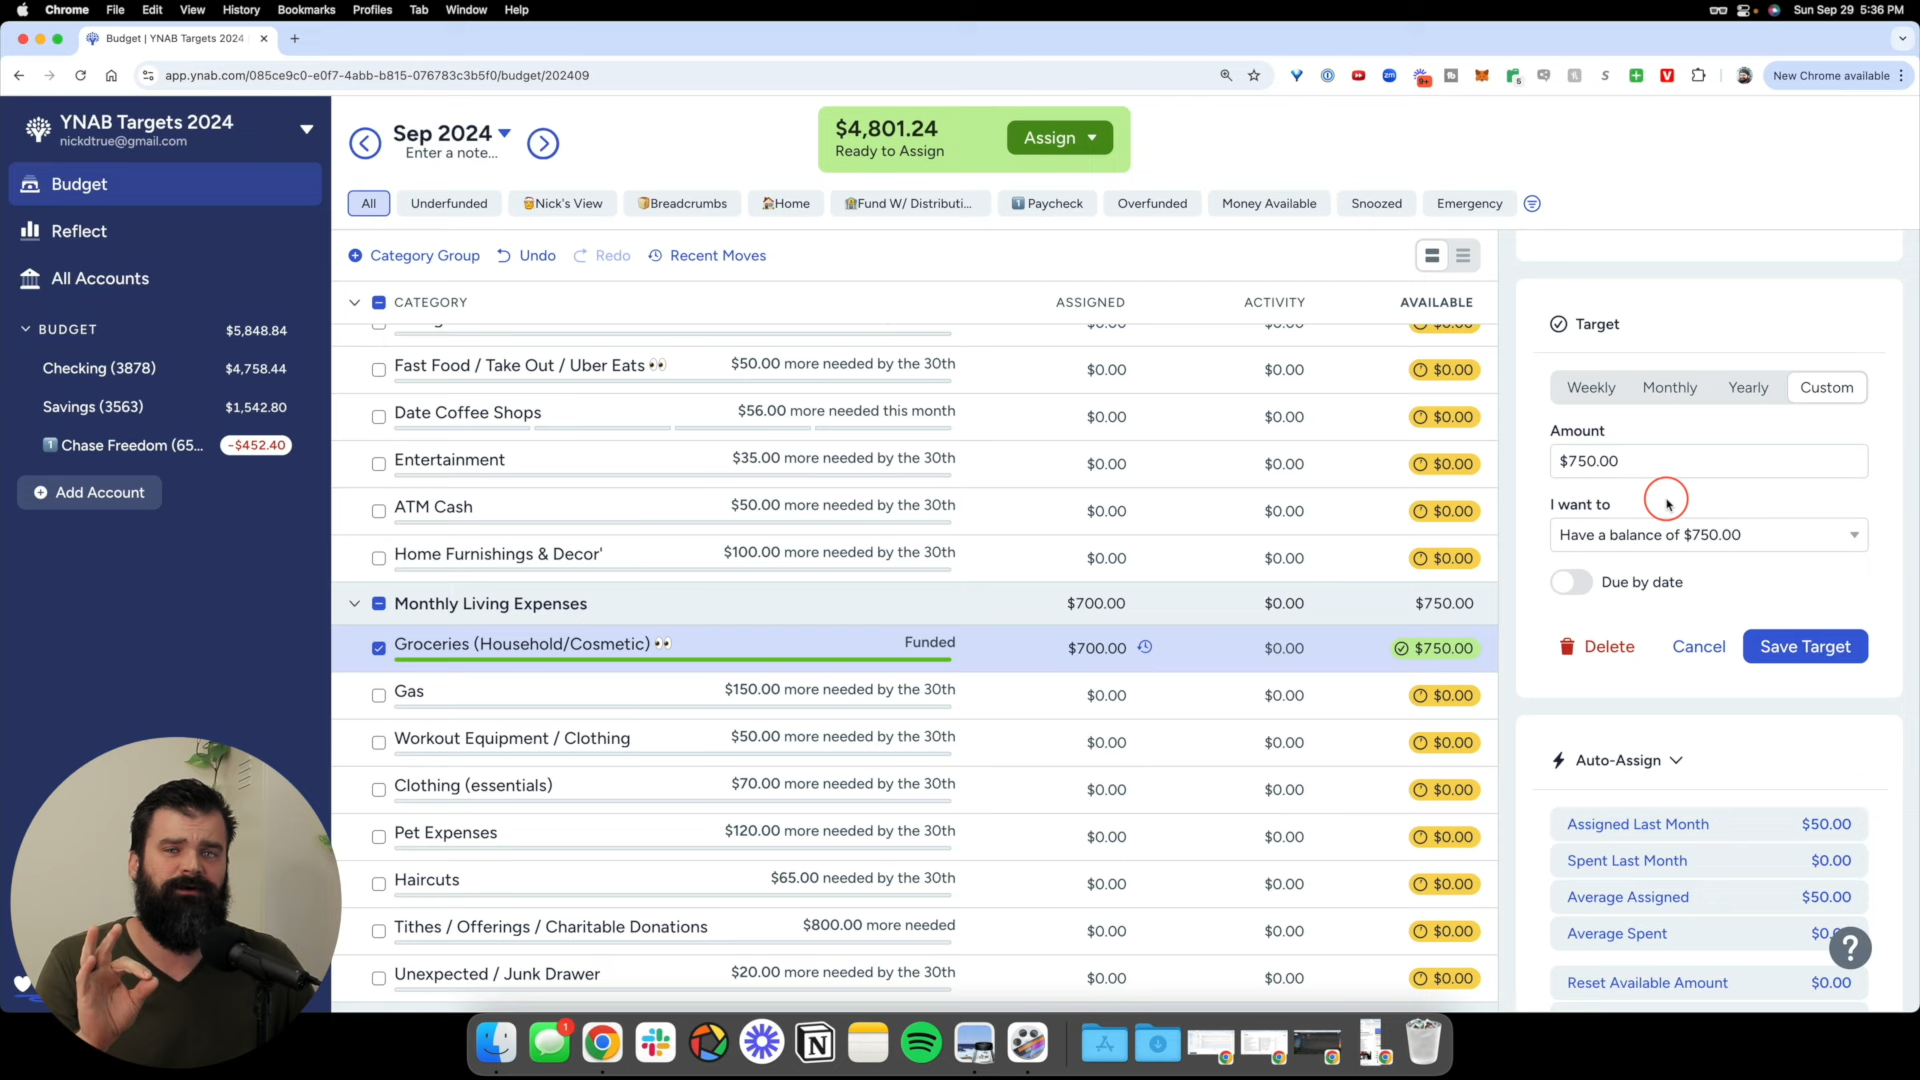 Chrome File Edit View History Bookmarks Profiles Tab Window Help
Sun Sep 29 5:36 PM
Budget | YNAB Targets 2024
app.ynab.com/085ce9c0-e0f7-4abb-b815-076783c3b5f0/budget/202409
9+
5
New Chrome available
YNAB Targets 2024
nickdtrue@gmail.com
Budget
Reflect
All Accounts
BUDGET $5,848.84
Checking (3878) $4,758.44
Savings (3563) $1,542.80
1 Chase Freedom (65... -$452.40
Add Account
Sep 2024
Enter a note...
$4,801.24
Ready to Assign
Assign
All Underfunded Nick's View Breadcrumbs Home Fund W/ Distributi... 1 Paycheck Overfunded Money Available Snoozed Emergency
Category Group Undo Redo Recent Moves
CATEGORY ASSIGNED ACTIVITY AVAILABLE
$0.00 $0.00 $0.00
Fast Food / Take Out / Uber Eats 👀 $50.00 more needed by the 30th $0.00 $0.00 $0.00
Date Coffee Shops $56.00 more needed this month $0.00 $0.00 $0.00
Entertainment $35.00 more needed by the 30th $0.00 $0.00 $0.00
ATM Cash $50.00 more needed by the 30th $0.00 $0.00 $0.00
Home Furnishings & Decor' $100.00 more needed by the 30th $0.00 $0.00 $0.00
Monthly Living Expenses $700.00 $0.00 $750.00
Groceries (Household/Cosmetic) 👀 Funded $700.00 $0.00 $750.00
Gas $150.00 more needed by the 30th $0.00 $0.00 $0.00
Workout Equipment / Clothing $50.00 more needed by the 30th $0.00 $0.00 $0.00
Clothing (essentials) $70.00 more needed by the 30th $0.00 $0.00 $0.00
Pet Expenses $120.00 more needed by the 30th $0.00 $0.00 $0.00
Haircuts $65.00 needed by the 30th $0.00 $0.00 $0.00
Tithes / Offerings / Charitable Donations $800.00 more needed $0.00 $0.00 $0.00
Unexpected / Junk Drawer $20.00 more needed by the 30th $0.00 $0.00 $0.00
Target
Weekly Monthly Yearly Custom
Amount
$750.00
I want to
Have a balance of $750.00
Due by date
Delete Cancel Save Target
Auto-Assign
Assigned Last Month $50.00
Spent Last Month $0.00
Average Assigned $50.00
Average Spent $0.
?
Reset Available Amount $0.00
1